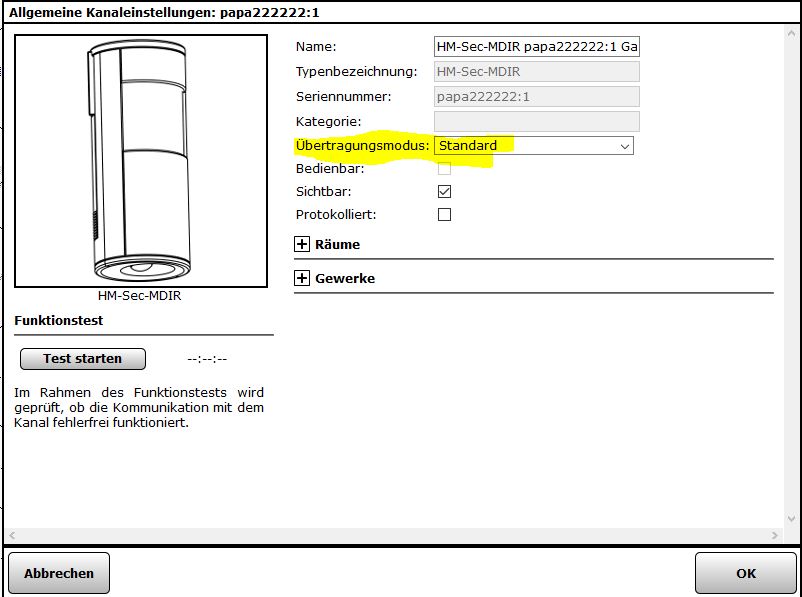 Allgemeine Kanaleinstellungen: papa222222:1
HM-Sec-MDIR
Funktionstest
Test starten --:--:--
Im Rahmen des Funktionstests wird
geprüft, ob die Kommunikation mit dem
Kanal fehlerfrei funktioniert.
Name: HM-Sec-MDIR papa222222:1 Ga
Typenbezeichnung: HM-Sec-MDIR
Seriennummer: papa222222:1
Kategorie:
Übertragungsmodus: Standard
Bedienbar:
Sichtbar:
Protokolliert:
Räume
Gewerke
Abbrechen OK